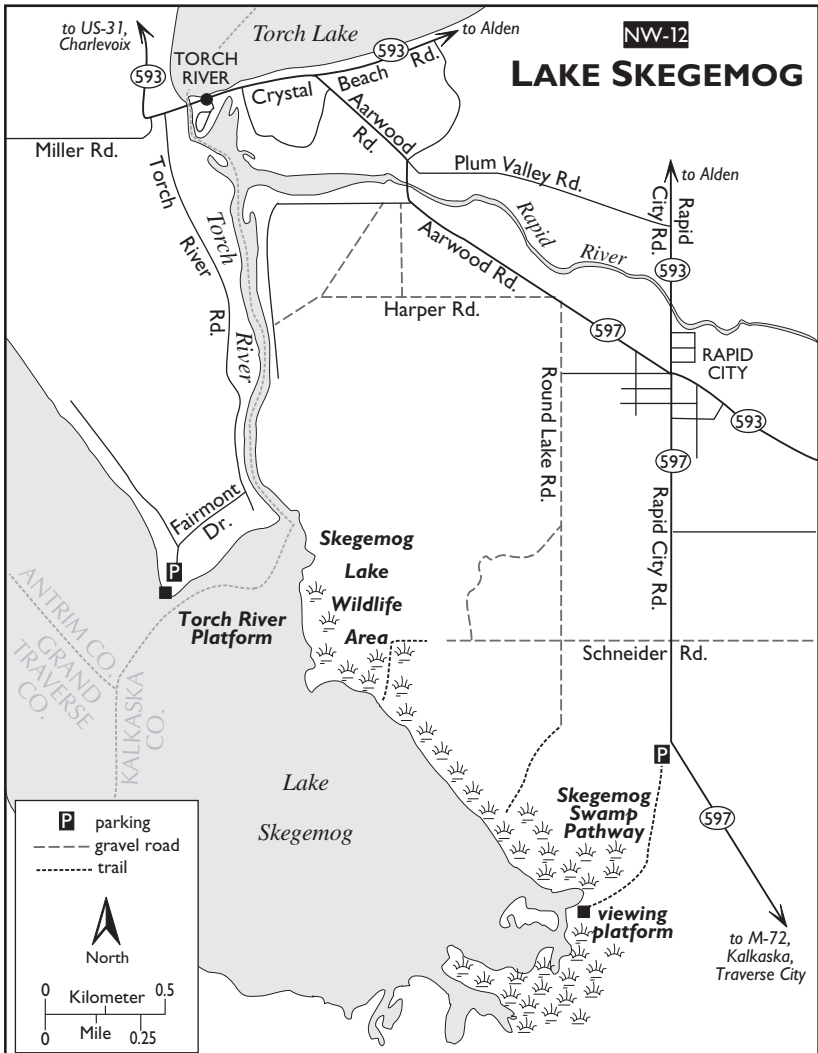 NW-12
LAKE SKEGEMOG
to US-31,
Charlevoix
593
TORCH
RIVER
Torch Lake
593
to Alden
Crystal Beach Rd.
Aarwood
Rd.
Miller Rd.
Torch River Rd.
Torch River
Plum Valley Rd.
to Alden
Rapid
City Rd.
593
Rapid River
Aarwood Rd.
Harper Rd.
597
RAPID
CITY
593
597
Round Lake Rd.
Rapid City Rd.
Fairmont
Dr.
P
Torch River
Platform
Skegemog
Lake
Wildlife
Area
Schneider Rd.
ANTRIM CO.
GRAND
TRAVERSE
CO.
KALKASKA
CO.
Lake
Skegemog
P
Skegemog
Swamp
Pathway
597
viewing
platform
to M-72,
Kalkaska,
Traverse City
P parking
gravel road
trail
North
0 0.5
Kilometer
Mile
0 0.25